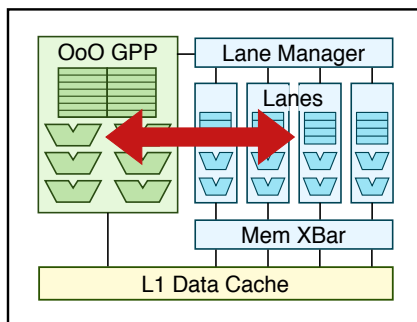 OoO GPP
Lane Manager
Lanes
Mem XBar
L1 Data Cache